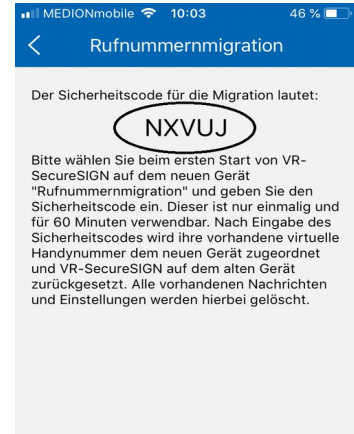 MEDIONmobile 10:03 46 %
Rufnummernmigration
Der Sicherheitscode für die Migration lautet:
NXVUJ
Bitte wählen Sie beim ersten Start von VR-
SecureSIGN auf dem neuen Gerät
"Rufnummernmigration" und geben Sie den
Sicherheitscode ein. Dieser ist nur einmalig und
für 60 Minuten verwendbar. Nach Eingabe des
Sicherheitscodes wird ihre vorhandene virtuelle
Handynummer dem neuen Gerät zugeordnet
und VR-SecureSIGN auf dem alten Gerät
zurückgesetzt. Alle vorhandenen Nachrichten
und Einstellungen werden hierbei gelöscht.